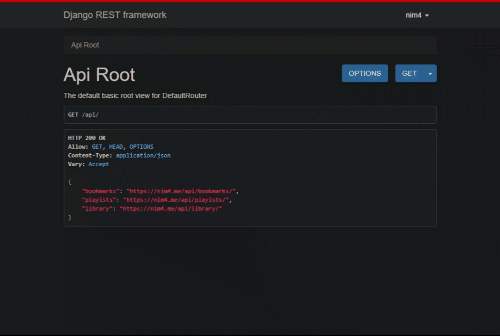 Django REST framework
nim4
Api Root
Api Root
OPTIONS
GET
The default basic root view for DefaultRouter
GET /api/
HTTP 200 OK
Allow: GET, HEAD, OPTIONS
Content-Type: application/json
Vary: Accept
{
"bookmarks": "https://nim4.me/api/bookmarks/",
"playists": "https://nim4.me/api/playists/",
"library": "https://nim4.me/api/library/"
}